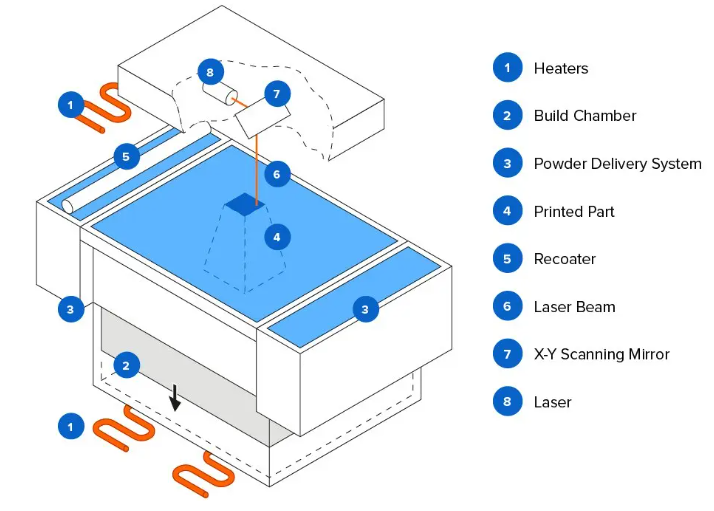 8
7
1
5
6
4
3
3
2
1
1 Heaters
2 Build Chamber
3 Powder Delivery System
4 Printed Part
5 Recoater
6 Laser Beam
7 X-Y Scanning Mirror
8 Laser